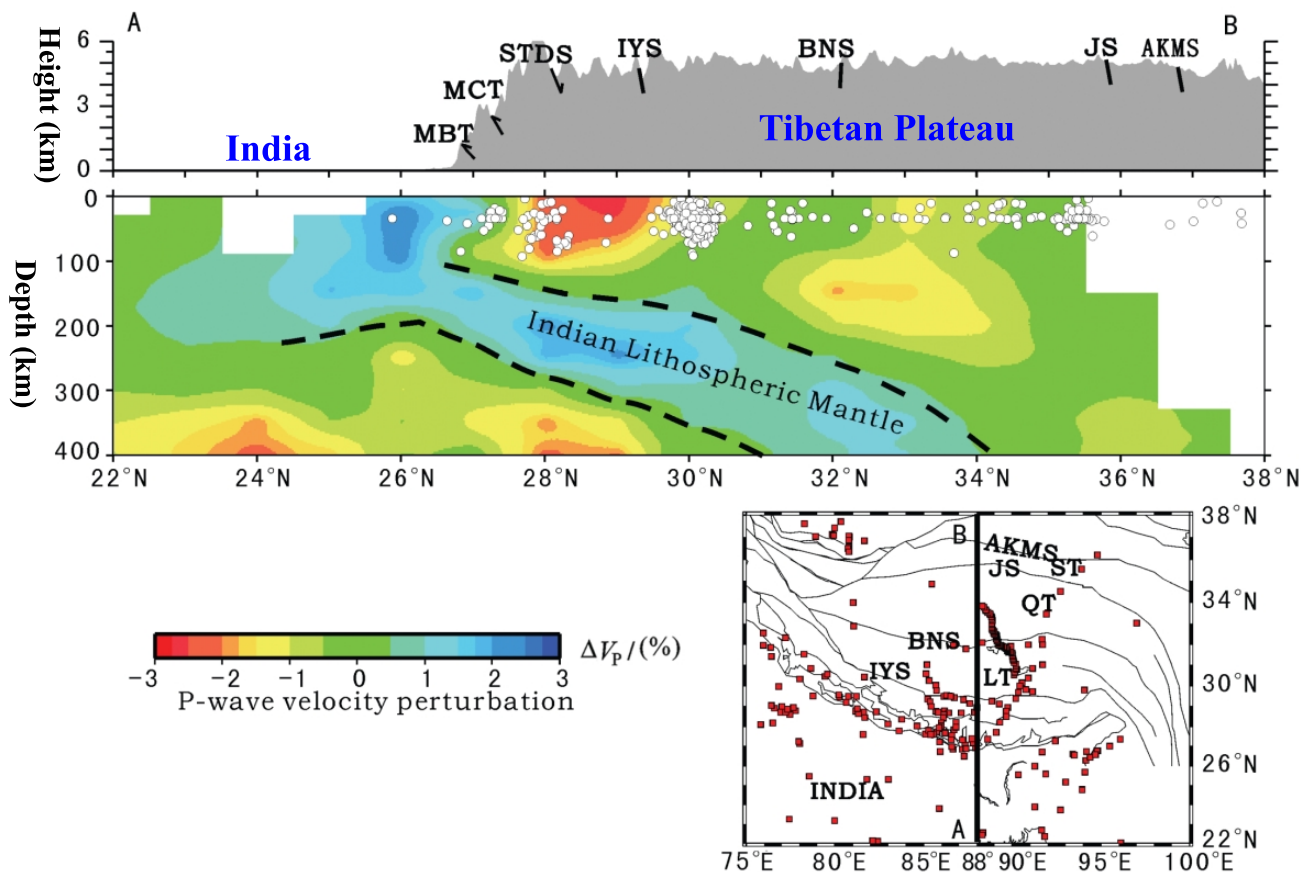 A
B
Height (km)
6
3
0
MBT
MCT
STDS
IYS
BNS
JS
AKMS
India
Tibetan Plateau
Depth (km)
0
100
200
300
400
Indian Lithospheric Mantle
22°N
24°N
26°N
28°N
30°N
32°N
34°N
36°N
38°N
-3 -2 -1 0 1 2 3
ΔVP/(%)
P-wave velocity perturbation
38°N
34°N
30°N
26°N
22°N
B
AKMS
JS
ST
QT
BNS
IYS
LT
INDIA
A
75°E 80°E 85°E 88°90°E 95°E 100°E